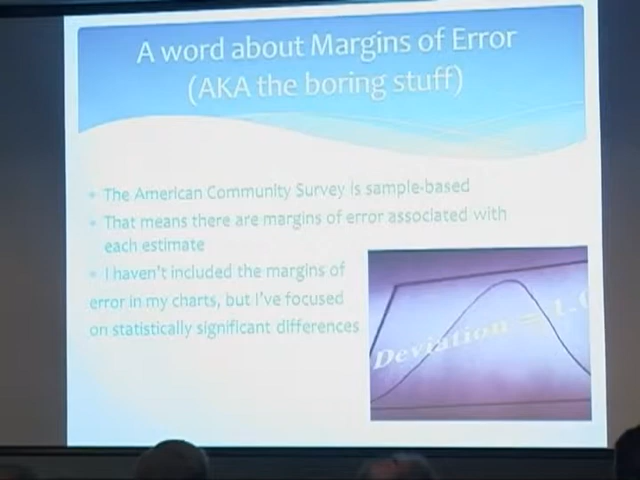 A word about Margins of Error
(AKA the boring stuff)
• The American Community Survey is sample-based
• That means there are margins of error associated with
each estimate
• I haven't included the margins of
error in my charts, but I've focused
on statistically significant differences
Deviation = 1.0